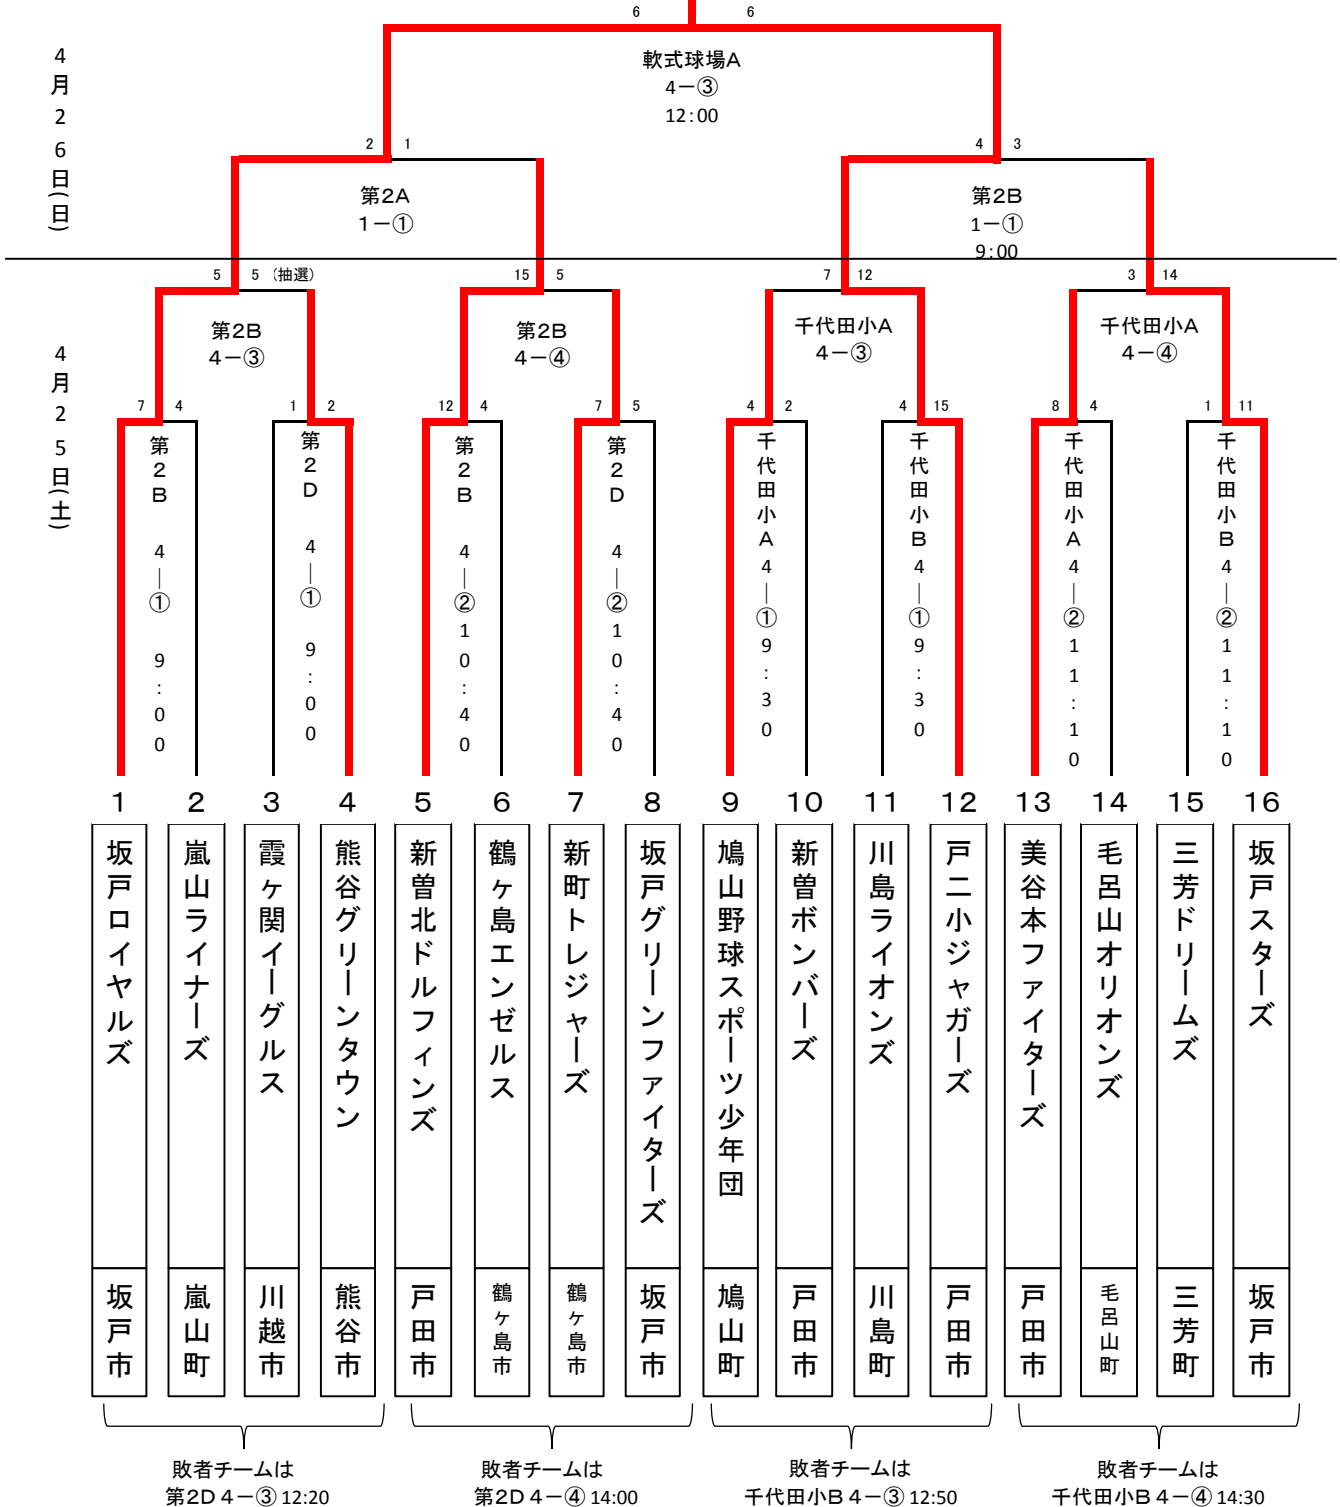 6 6
軟式球場A
4－③
12:00
4月26日(日)
2 1
4 3
第2A
1－①
第2B
1－①
9:00
5 5 (抽選)
15 5
7 12
3 14
第2B
4－③
第2B
4－④
千代田小A
4－③
千代田小A
4－④
4月25日(土)
7 4
1 2
12 4
7 5
4 2
4 15
8 4
1 11
第2B 4－① 9:00
第2D 4－① 9:00
第2B 4－② 10:40
第2D 4－② 10:40
千代田小A 4－① 9:30
千代田小B 4－① 9:30
千代田小A 4－② 11:10
千代田小B 4－② 11:10
1 2 3 4 5 6 7 8 9 10 11 12 13 14 15 16
坂戸ロイヤルズ
嵐山ライナーズ
霞ヶ関イーグルス
熊谷グリーンタウン
新曽北ドルフィンズ
鶴ヶ島エンゼルス
新町トレジャーズ
坂戸グリーンファイターズ
鳩山野球スポーツ少年団
新曽ボンバーズ
川島ライオンズ
戸二小ジャガーズ
美谷本ファイターズ
毛呂山オリオンズ
三芳ドリームズ
坂戸スターズ
坂戸市
嵐山町
川越市
熊谷市
戸田市
鶴ヶ島市
鶴ヶ島市
坂戸市
鳩山町
戸田市
川島町
戸田市
戸田市
毛呂山町
三芳町
坂戸市
敗者チームは
第2D 4－③ 12:20
敗者チームは
第2D 4－④ 14:00
敗者チームは
千代田小B 4－③ 12:50
敗者チームは
千代田小B 4－④ 14:30